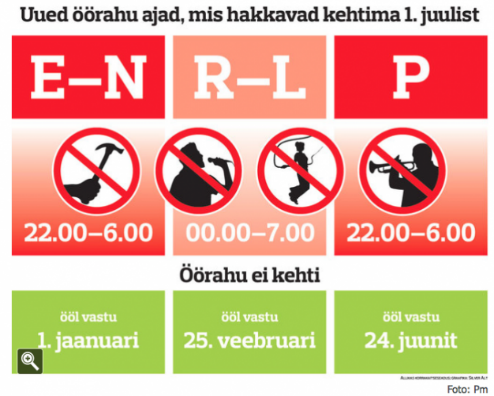 Uued öörahu ajad, mis hakkavad kehtima 1. juulist
E–N R–L P
22.00–6.00 00.00–7.00 22.00–6.00
Öörahu ei kehti
ööl vastu ööl vastu ööl vastu
1. jaanuari 25. veebruari 24. juunit
Foto: Pm